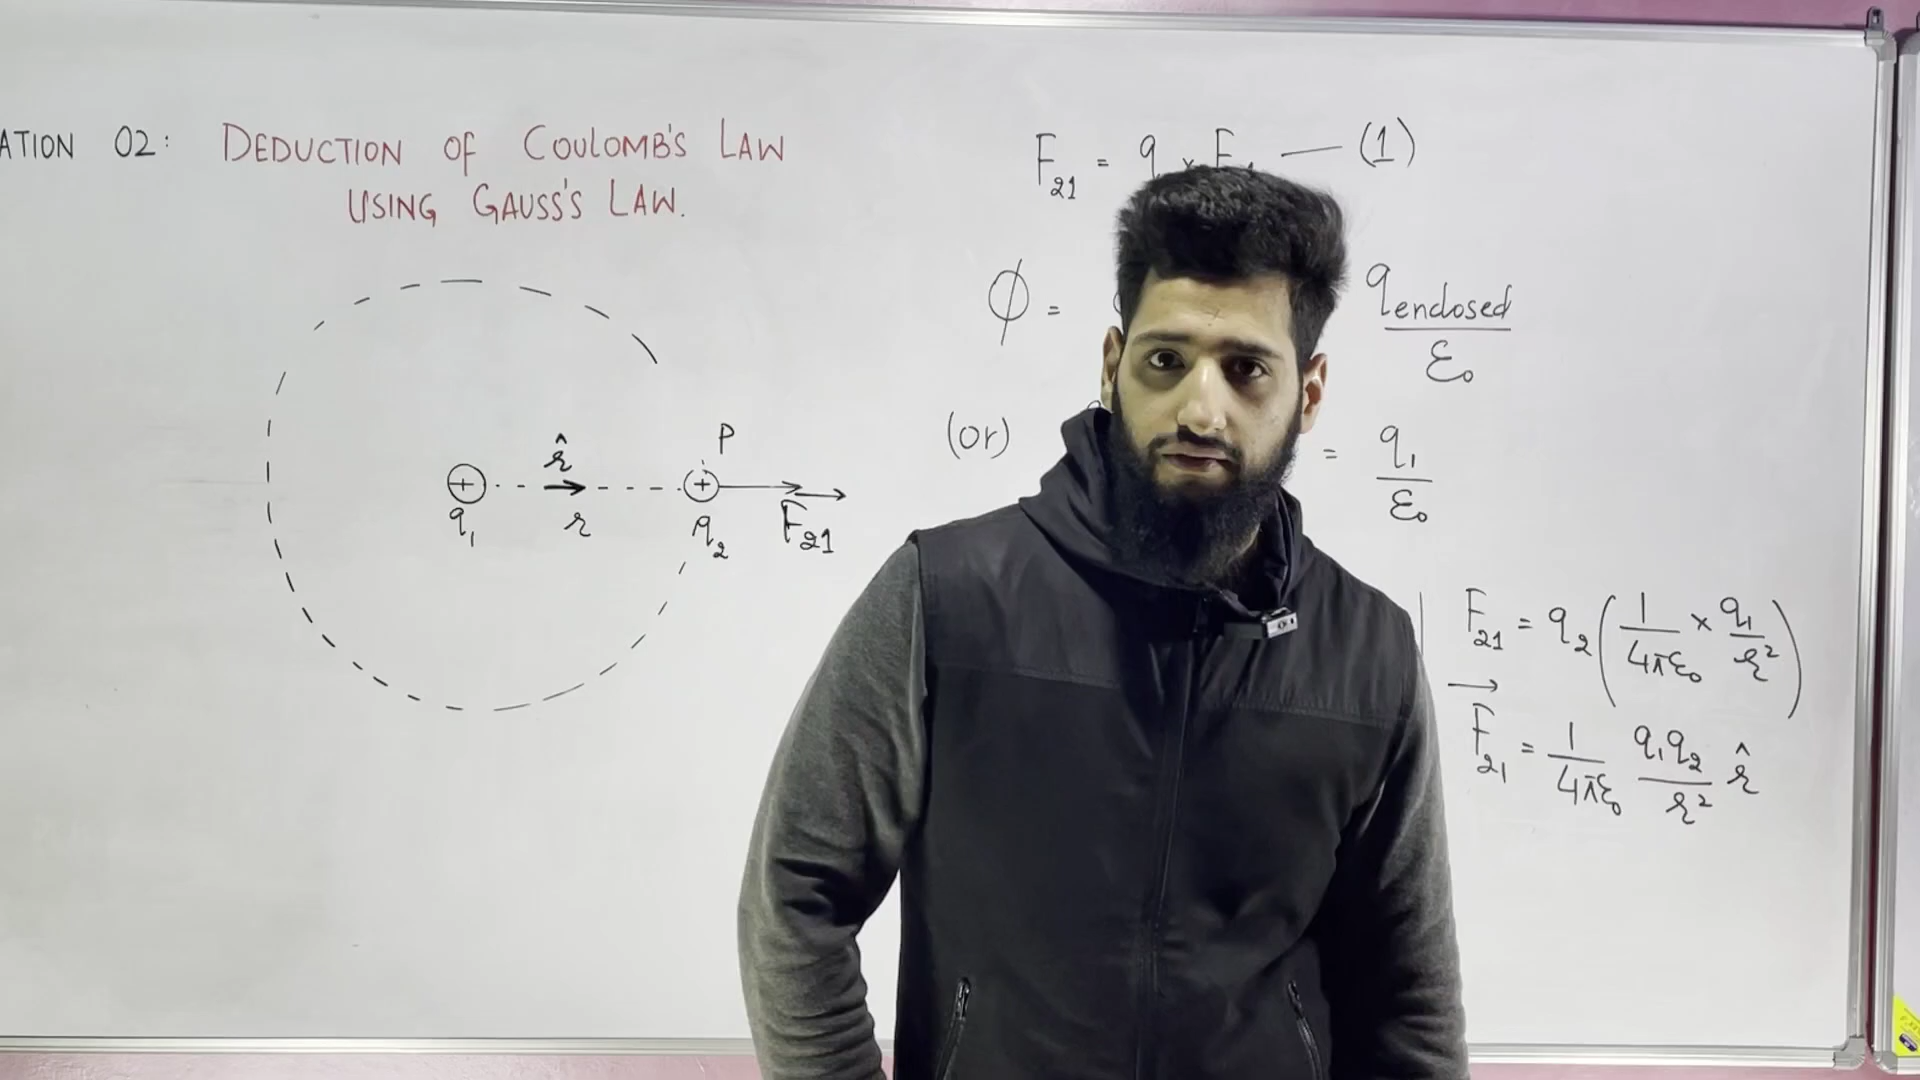 ATION 02: DEDUCTION OF COULOMB'S LAW
USING GAUSS'S LAW.
r̂
P
+
+
q₁
r
q₂
F₂₁
F₂₁ = q × E — (1)
ϕ =
qenclosed
ε₀
(or)
= q₁
ε₀
F₂₁ = q₂ (1/4πε₀ × q₁/r²)
F⃗₂₁ = 1/4πε₀ q₁q₂/r² r̂